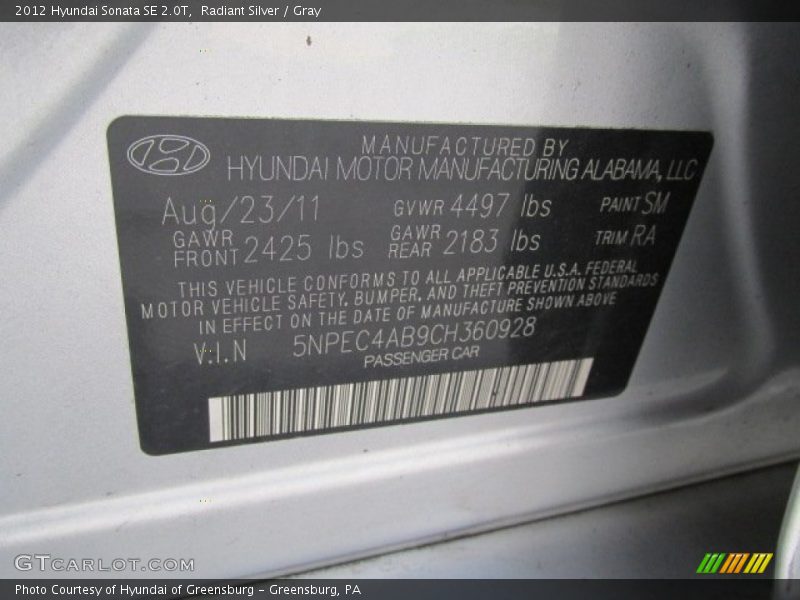 2012 Hyundai Sonata SE 2.0T,  Radiant Silver / Gray
MANUFACTURED BY
HYUNDAI MOTOR MANUFACTURING ALABAMA, LLC
Aug/23/11 GVWR 4497 lbs PAINT SM
GAWR FRONT 2425 lbs GAWR REAR 2183 lbs TRIM RA
THIS VEHICLE CONFORMS TO ALL APPLICABLE U.S.A. FEDERAL
MOTOR VEHICLE SAFETY, BUMPER, AND THEFT PREVENTION STANDARDS
IN EFFECT ON THE DATE OF MANUFACTURE SHOWN ABOVE
V.I.N 5NPEC4AB9CH360928
PASSENGER CAR
GTCARLOT.COM
Photo Courtesy of Hyundai of Greensburg - Greensburg, PA